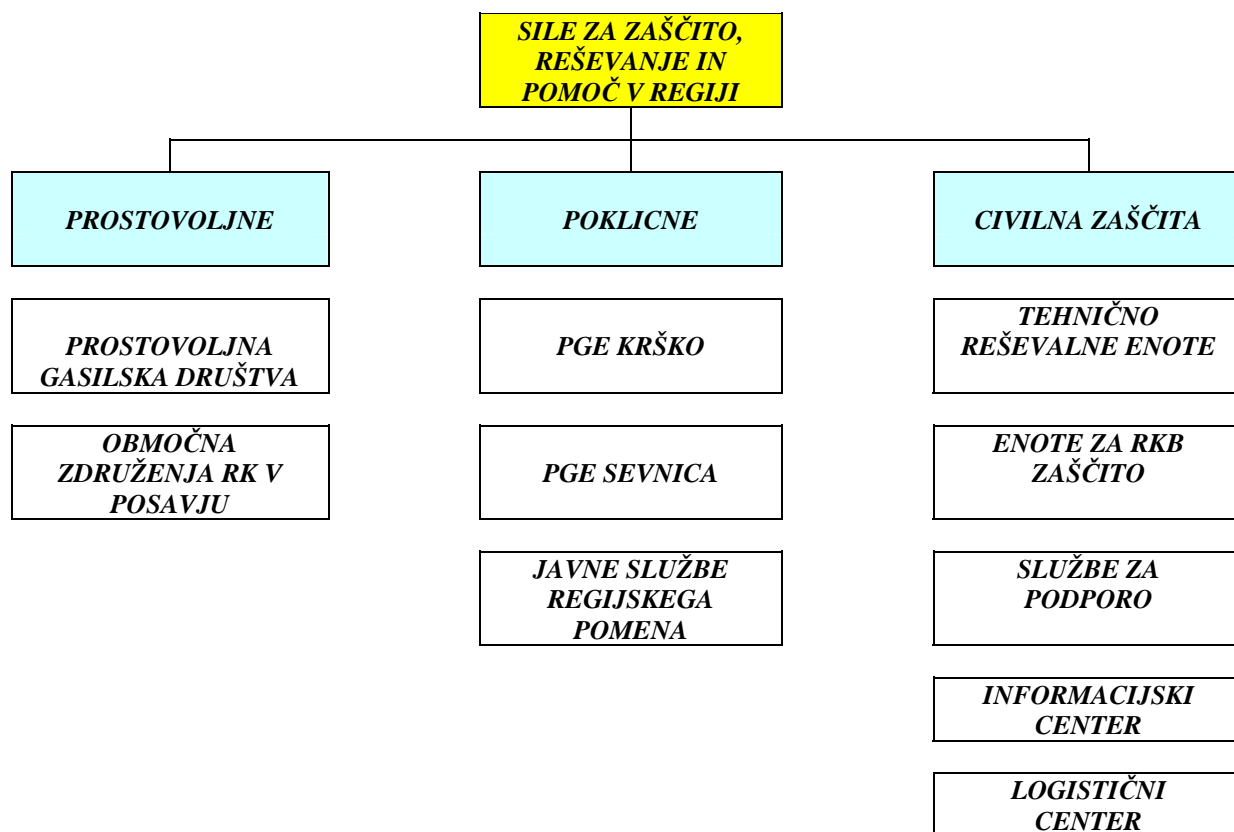 SILE ZA ZAŠČITO,
REŠEVANJE IN
POMOČ V REGIJI
PROSTOVOLJNE
POKLICNE
CIVILNA ZAŠČITA
PROSTOVOLJNA
GASILSKA DRUŠTVA
PGE KRŠKO
TEHNIČNO
REŠEVALNE ENOTE
OBMOČNA
ZDRUŽENJA RK V
POSAVJU
PGE SEVNICA
ENOTE ZA RKB
ZAŠČITO
JAVNE SLUŽBE
REGIJSKEGA
POMENA
SLUŽBE ZA
PODPORO
INFORMACIJSKI
CENTER
LOGISTIČNI
CENTER